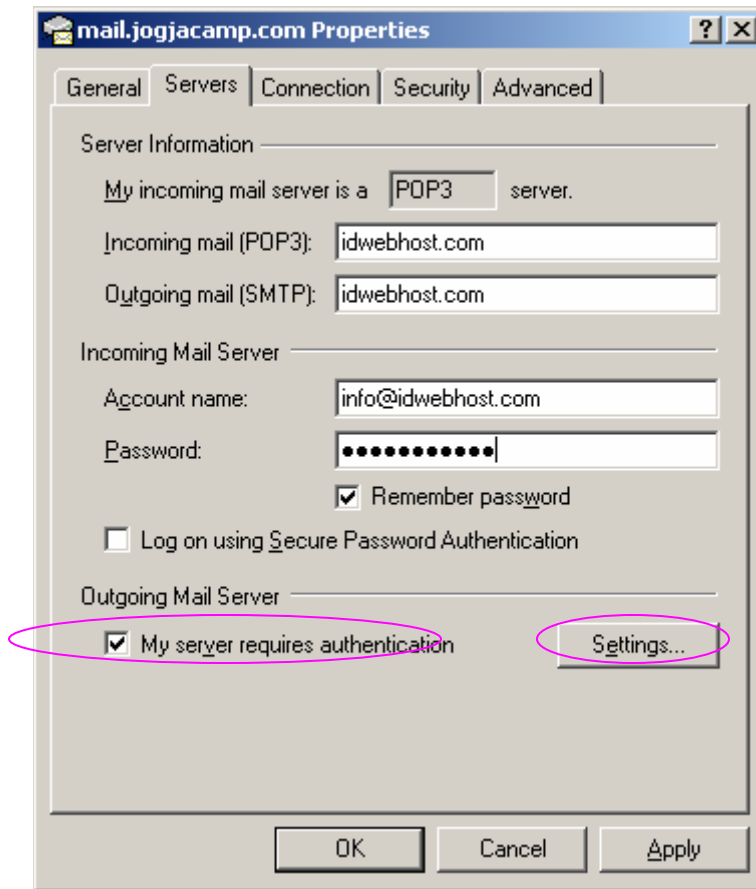 mail.jogjacamp.com Properties
General Servers Connection Security Advanced
Server Information
My incoming mail server is a POP3 server.
Incoming mail (POP3): idwebhost.com
Outgoing mail (SMTP): idwebhost.com
Incoming Mail Server
Account name: info@idwebhost.com
Password: •••••••••••
Remember password
Log on using Secure Password Authentication
Outgoing Mail Server
My server requires authentication Settings...
OK Cancel Apply